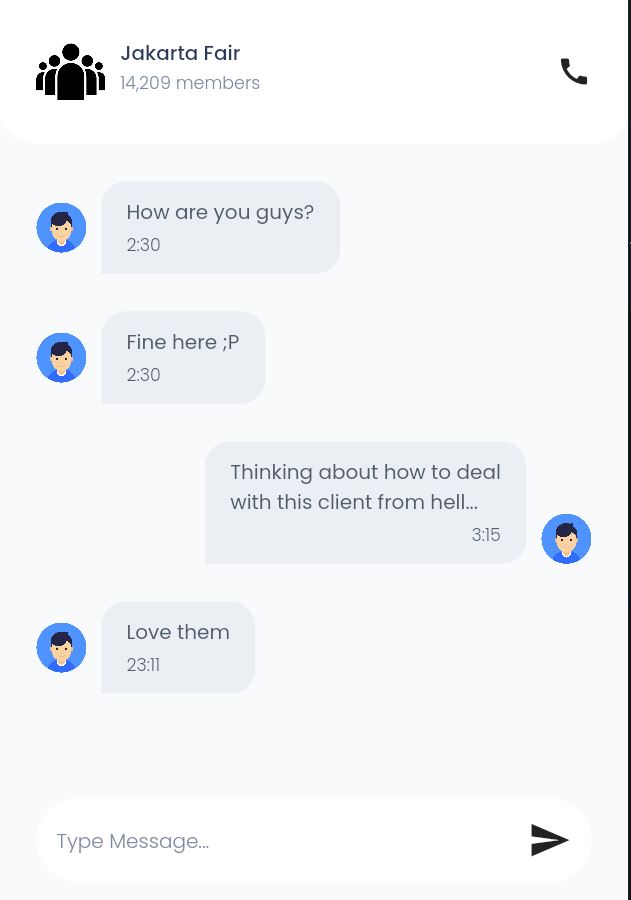 Jakarta Fair
14,209 members
How are you guys?
2:30
Fine here ;P
2:30
Thinking about how to deal
with this client from hell...
3:15
Love them
23:11
Type Message...